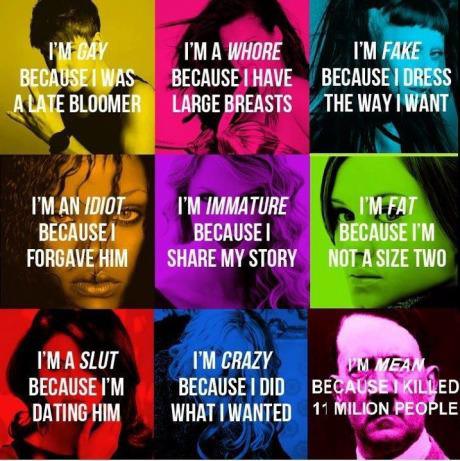 I'M GAY
BECAUSE I WAS
A LATE BLOOMER
I'M A WHORE
BECAUSE I HAVE
LARGE BREASTS
I'M FAKE
BECAUSE I DRESS
THE WAY I WANT
I'M AN IDIOT
BECAUSE I
FORGAVE HIM
I'M IMMATURE
BECAUSE I
SHARE MY STORY
I'M FAT
BECAUSE I'M
NOT A SIZE TWO
I'M A SLUT
BECAUSE I'M
DATING HIM
I'M CRAZY
BECAUSE I DID
WHAT I WANTED
I'M MEAN
BECAUSE I KILLED
11 MILION PEOPLE